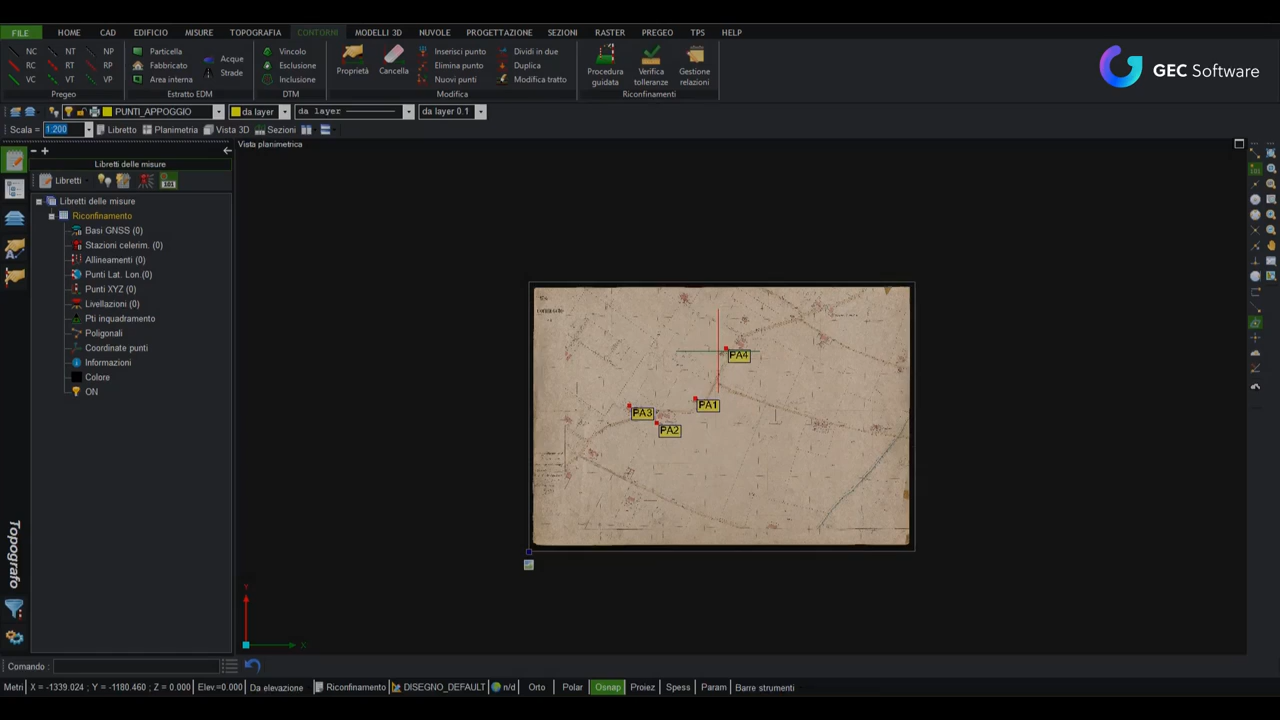 FILE HOME CAD EDIFICIO MISURE TOPOGRAFIA CONTORNI MODELLI 3D NUVOLE PROGETTAZIONE SEZIONI RASTER PREGEO TPS HELP
NC NT NP Particella Acque Vincolo Inserisci punto Dividi in due
RC RT RP Fabbricato Strade Esclusione Proprietà Cancella Elimina punto Duplica Procedura guidata Verifica tolleranze Gestione relazioni
VC VT VP Area interna Inclusione Nuovi punti Modifica tratto
Pregeo Estratto EDM DTM Modifica Riconfinamenti
GEC Software
PUNTI_APPOGGIO da layer da layer da layer 0.1
Scala = 1:200 Libretto Planimetria Vista 3D Sezioni
Vista planimetrica
Libretti delle misure
Libretti
Libretti delle misure
Riconfinamento
Basi GNSS (0)
Stazioni celerim. (0)
Allineamenti (0)
Punti Lat. Lon.(0)
Punti XYZ (0)
Livellazioni (0)
Pti inquadramento
Poligonali
Coordinate punti
Informazioni
Colore
ON
Topografo
PA4
PA1
PA3
PA2
Y
X
Comando :
Metri X = -1339.024 ; Y = -1180.460 ; Z = 0.000 Elev.=0.000 Da elevazione Riconfinamento DISEGNO_DEFAULT n/d Orto Polar Osnap Proiez Spess Param Barre strumenti